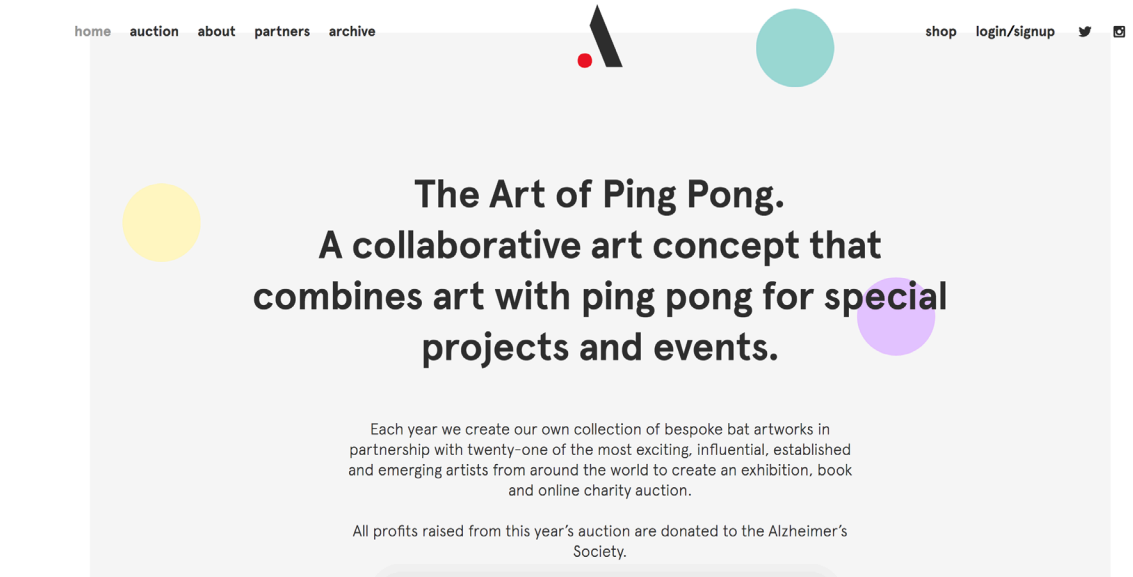 home auction about partners archive shop login/signup
The Art of Ping Pong.
A collaborative art concept that
combines art with ping pong for special
projects and events.
Each year we create our own collection of bespoke bat artworks in
partnership with twenty-one of the most exciting, influential, established
and emerging artists from around the world to create an exhibition, book
and online charity auction.
All profits raised from this year’s auction are donated to the Alzheimer’s
Society.